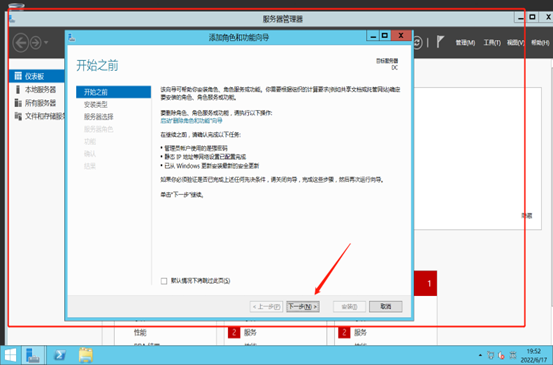 服务器管理器
管理(M) 工具(T) 视图(V) 帮助(H)
仪表板
本地服务器
所有服务器
文件和存储服务
添加角色和功能向导
开始之前
目标服务器
DC
开始之前
安装类型
服务器选择
服务器角色
功能
确认
结果
该向导可帮助你安装角色、角色服务或功能。你需要根据组织的计算要求(例如共享文档或托管网站)确定
要安装的角色、角色服务或功能。
要删除角色、角色服务或功能，请执行以下操作:
启动"删除角色和功能"向导
在继续之前，请确认完成以下任务:
• 管理员帐户使用的是强密码
• 静态 IP 地址等网络设置已配置完成
• 已从 Windows 更新安装最新的安全更新
如果你必须验证是否已完成上述任何先决条件，请关闭向导，完成这些步骤，然后再次运行向导。
单击"下一步"继续。
隐藏
默认情况下将跳过此页(S)
< 上一步(P) 下一步(N) > 安装(I) 取消
1
性能
2 服务
2 服务
19:52
2022/6/17